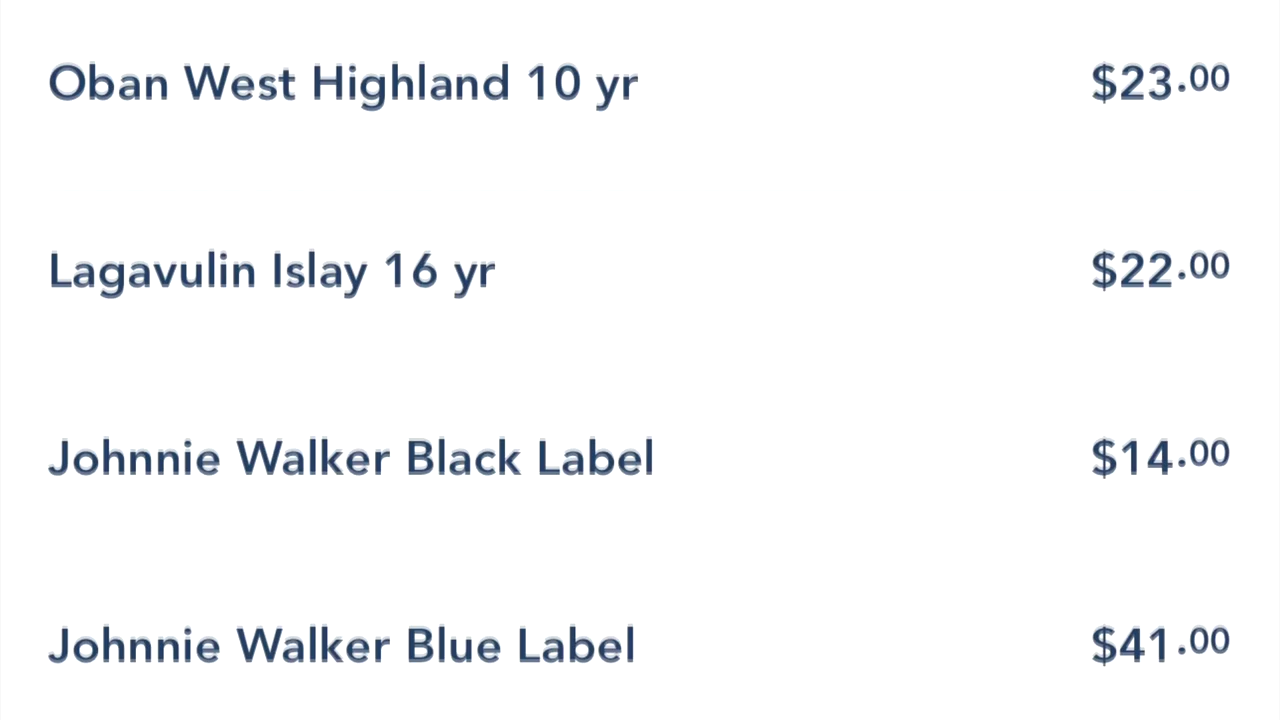 Oban West Highland 10 yr $23.00
Lagavulin Islay 16 yr $22.00
Johnnie Walker Black Label $14.00
Johnnie Walker Blue Label $41.00